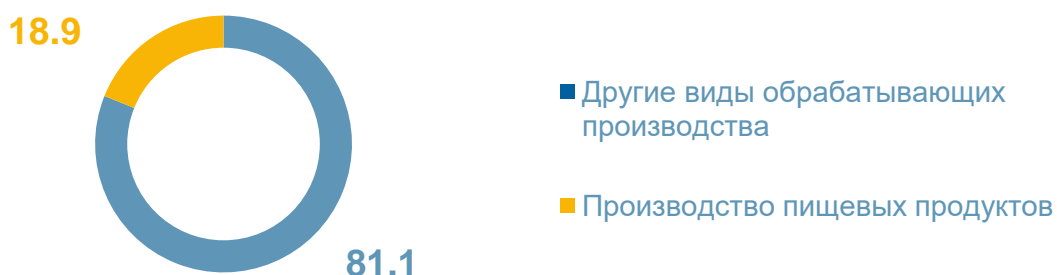 18.9
Другие виды обрабатывающих
производства
Производство пищевых продуктов
81.1